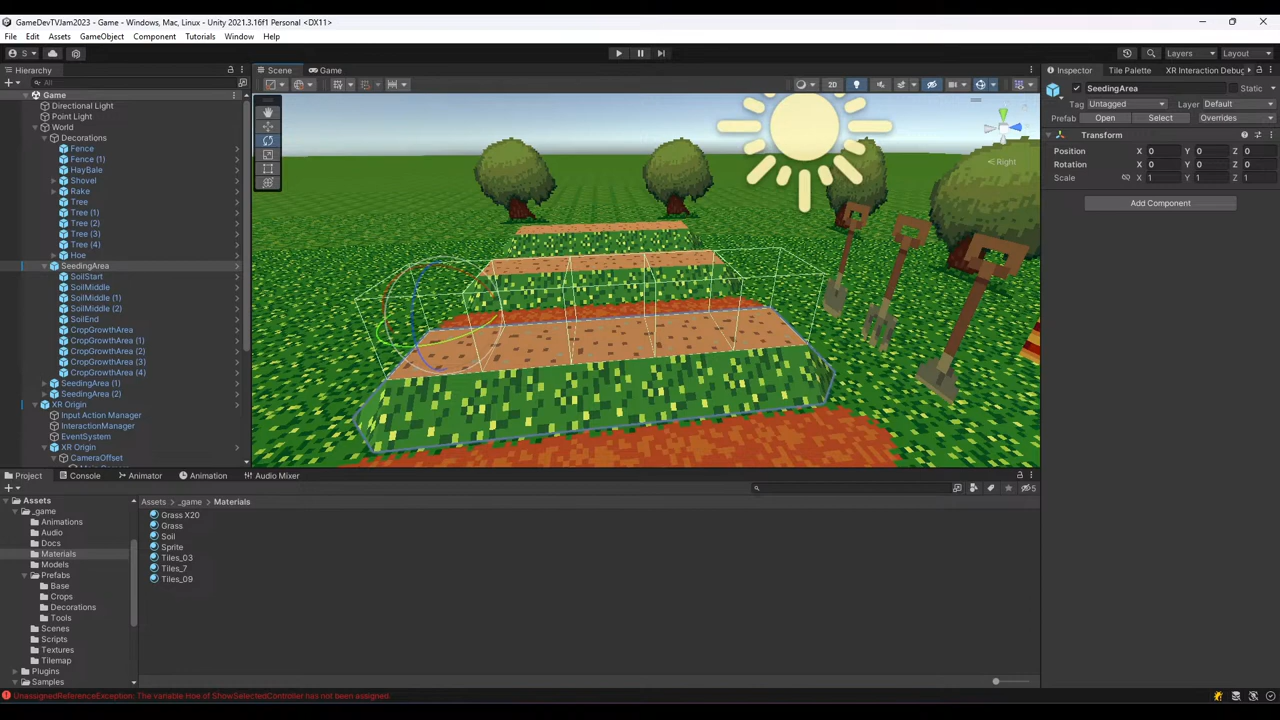 GameDevTVJam2023 - Game - Windows, Mac, Linux - Unity 2021.3.16f1 Personal <DX11>
File Edit Assets GameObject Component Tutorials Window Help
S Layers Layout
Hierarchy Scene Game Inspector Tile Palette XR Interaction Debug
All 2D SeedingArea Static
Game
Directional Light Tag Untagged Layer Default
Point Light Prefab Open Select Overrides
World
Decorations Transform
Fence Position X 0 Y 0 Z 0
Fence (1) Right Rotation X 0 Y 0 Z 0
HayBale Scale X 1 Y 1 Z 1
Shovel
Rake
Tree Add Component
Tree (1)
Tree (2)
Tree (3)
Tree (4)
Hoe
SeedingArea
SoilStart
SoilMiddle
SoilMiddle (1)
SoilMiddle (2)
SoilEnd
CropGrowthArea
CropGrowthArea (1)
CropGrowthArea (2)
CropGrowthArea (3)
CropGrowthArea (4)
SeedingArea (1)
SeedingArea (2)
XR Origin
Input Action Manager
InteractionManager
EventSystem
XR Origin
CameraOffset
Project Console Animator Animation Audio Mixer
5
Assets Assets > _game > Materials
_game
Animations
Audio
Docs
Materials
Models
Prefabs
Base
Crops
Decorations
Tools
Scenes
Scripts
Textures
Tilemap
Plugins
Samples
Grass X20
Grass
Soil
Sprite
Tiles_03
Tiles_7
Tiles_09
UnassignedReferenceException: The variable hoe of ShowSelectedController has not been assigned.